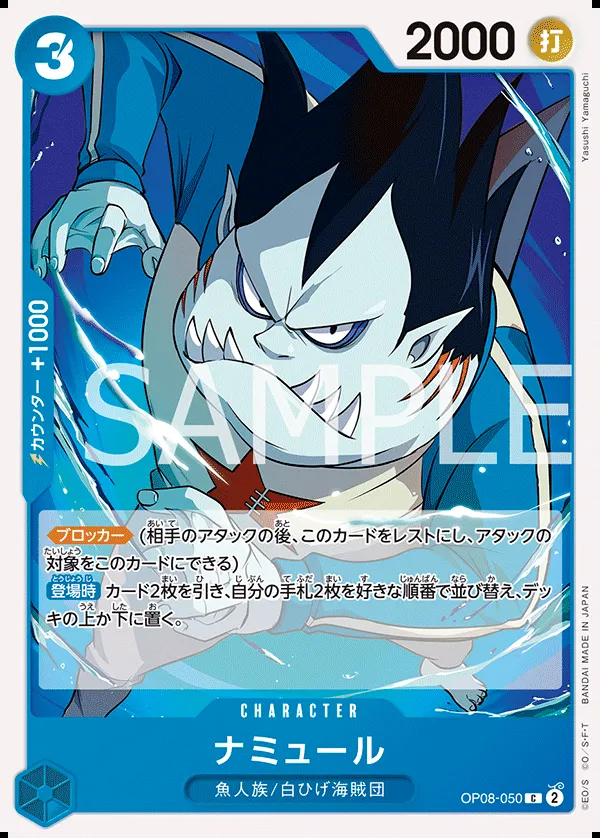 3
2000 打
Yasushi Yamaguchi
カウンター +1000
SAMPLE
ブロッカー (相手のアタックの後、このカードをレストにし、アタックの
対象をこのカードにできる)
登場時 カード2枚を引き、自分の手札2枚を好きな順番で並び替え、デッ
キの上か下に置く。
CHARACTER
ナミュール
魚人族/白ひげ海賊団
OP08-050 C 2
©E.O/S ©O/S・F・T BANDAI MADE IN JAPAN